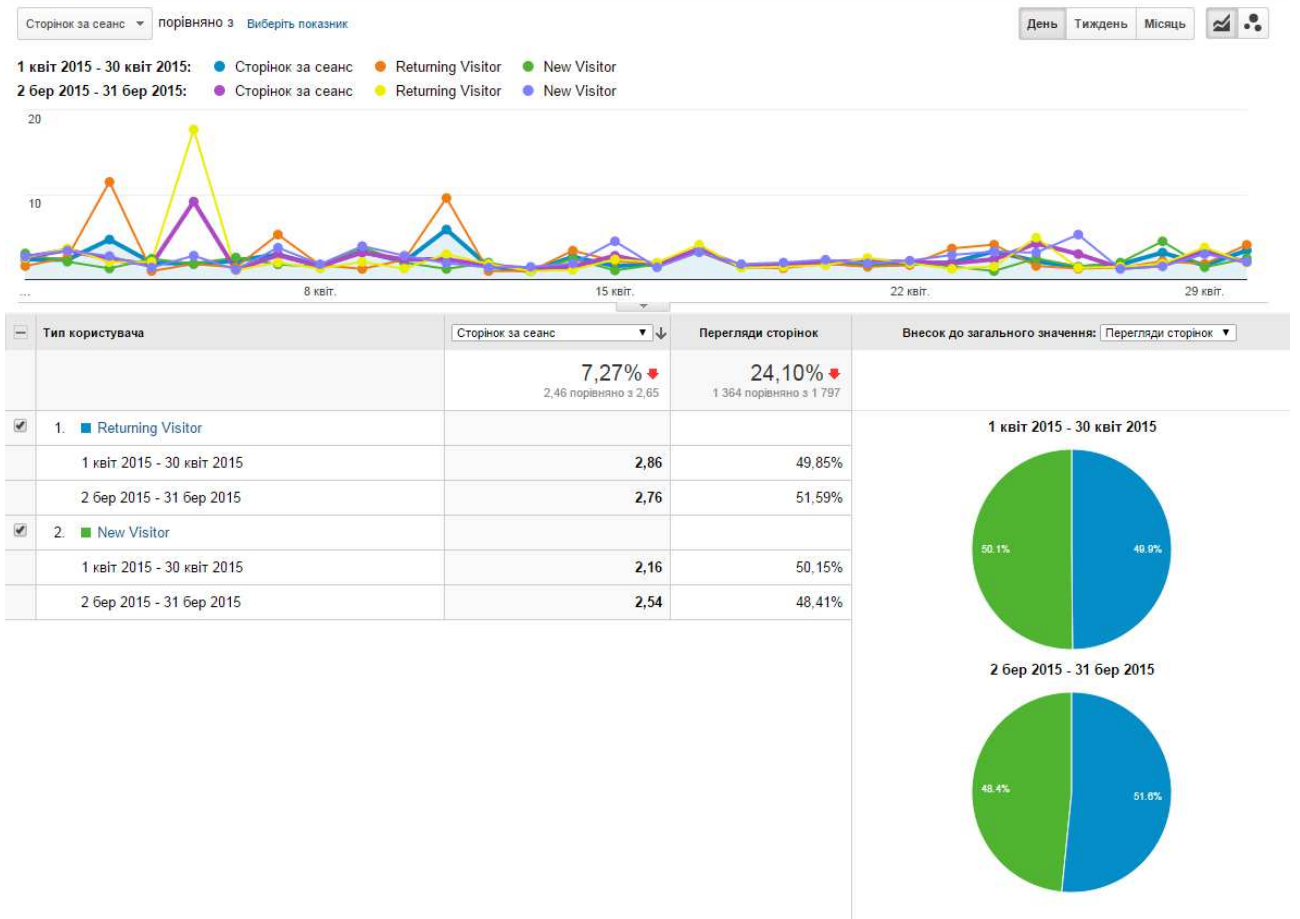 Сторінок за сеанс порівняно з Виберіть показник День Тиждень Місяць
1 квіт 2015 - 30 квіт 2015: Сторінок за сеанс Returning Visitor New Visitor
2 бер 2015 - 31 бер 2015: Сторінок за сеанс Returning Visitor New Visitor
20
10
... 8 квіт. 15 квіт. 22 квіт. 29 квіт.
Тип користувача Сторінок за сеанс Перегляди сторінок Внесок до загального значення: Перегляди сторінок
7,27% 24,10%
2,46 порівняно з 2,65 1 364 порівняно з 1 797
1. Returning Visitor
1 квіт 2015 - 30 квіт 2015 2,86 49,85%
2 бер 2015 - 31 бер 2015 2,76 51,59%
2. New Visitor
1 квіт 2015 - 30 квіт 2015 2,16 50,15%
2 бер 2015 - 31 бер 2015 2,54 48,41%
1 квіт 2015 - 30 квіт 2015
50.1% 49.9%
2 бер 2015 - 31 бер 2015
48.4% 51.6%